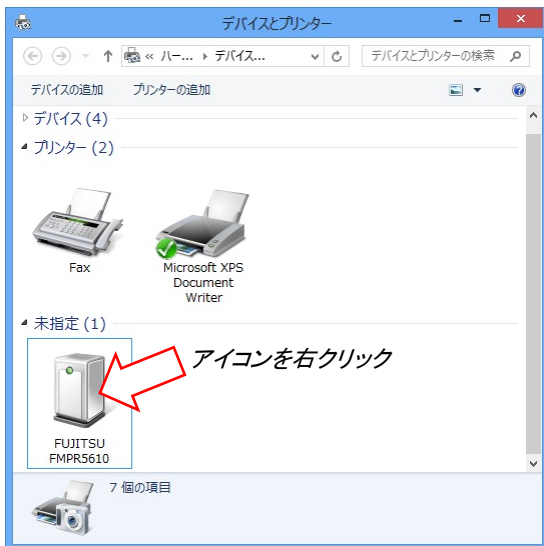 デバイスとプリンター
« ハー... ▸ デバイス...
デバイスとプリンターの検索
デバイスの追加 プリンターの追加
デバイス (4)
プリンター (2)
Fax
Microsoft XPS
Document
Writer
未指定 (1)
アイコンを右クリック
FUJITSU
FMPR5610
7 個の項目